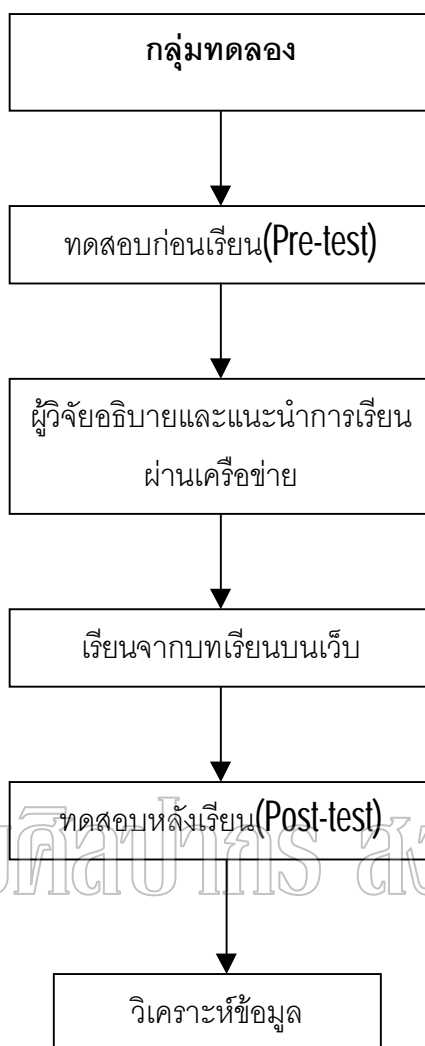 กลุ่มทดลอง
ทดสอบก่อนเรียน(Pre-test)
ผู้วิจัยอธิบายและแนะนำการเรียน
ผ่านเครือข่าย
เรียนจากบทเรียนบนเว็บ
ทดสอบหลังเรียน(Post-test)
วิเคราะห์ข้อมูล